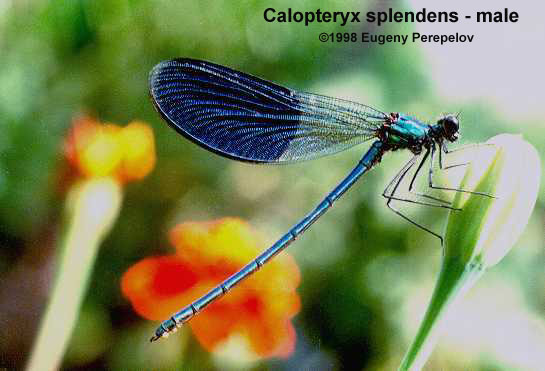 Calopteryx splendens - male
©1998 Eugeny Perepelov